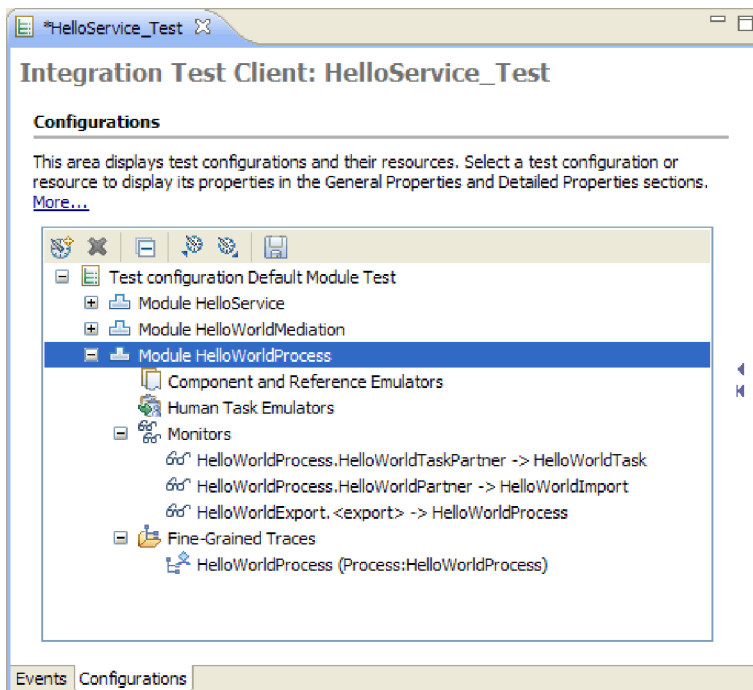 *HelloService_Test
Integration Test Client: HelloService_Test
Configurations
This area displays test configurations and their resources. Select a test configuration or
resource to display its properties in the General Properties and Detailed Properties sections.
More...
Test configuration Default Module Test
Module HelloService
Module HelloWorldMediation
Module HelloWorldProcess
Component and Reference Emulators
Human Task Emulators
Monitors
HelloWorldProcess.HelloWorldTaskPartner -> HelloWorldTask
HelloWorldProcess.HelloWorldPartner -> HelloWorldImport
HelloWorldExport.<export> -> HelloWorldProcess
Fine-Grained Traces
HelloWorldProcess (Process:HelloWorldProcess)
Events Configurations